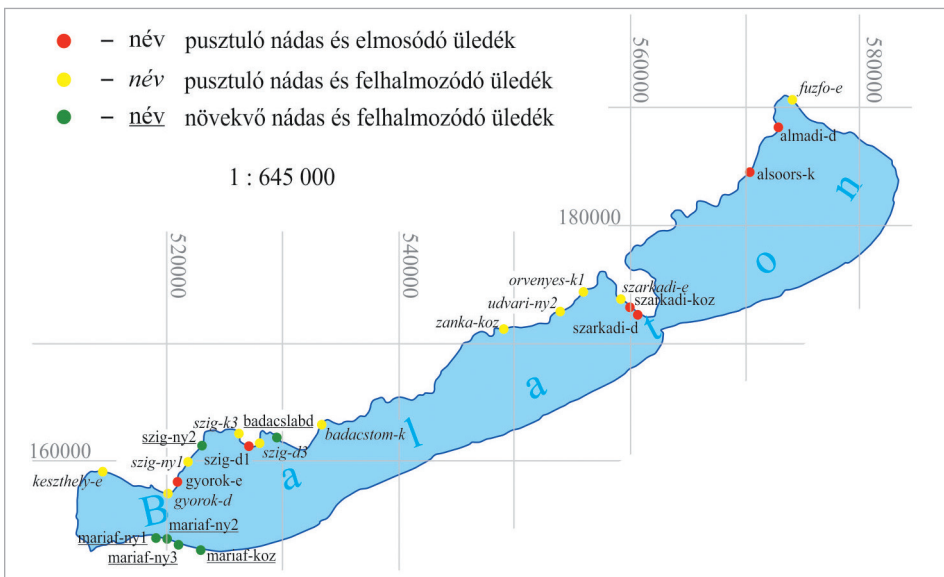 – név pusztuló nádas és elmosódó üledék
– név pusztuló nádas és felhalmozódó üledék
– név növekvő nádas és felhalmozódó üledék
1 : 645 000
560000
580000
fuzfo-e
almadi-d
alsoors-k
n
180000
o
520000
540000
orvenyes-k1
szarkadi-e
udvari-ny2
szarkadi-koz
zanka-koz
szarkadi-d
t
a
szig-k3
badacslabd
badacstom-k
l
szig-ny2
szig-d3
szig-d1
160000
szig-ny1
keszthely-e
gyorok-e
a
gyorok-d
B
mariaf-ny2
mariaf-ny1
mariaf-ny3
mariaf-koz